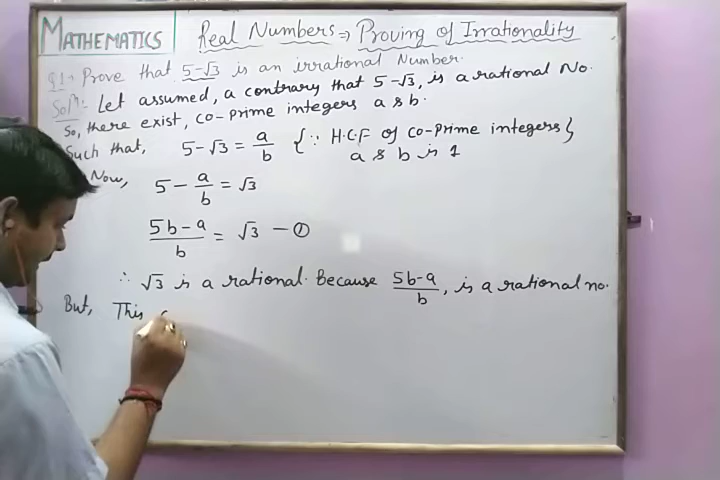 MATHEMATICS Real Numbers ⇒ Proving of Irrationality
Q1. Prove that 5-√3 is an irrational Number.
Solⁿ:- Let assumed, a contrary that 5-√3, is a rational No.
So, there exist, co-prime integers a & b.
Such that, 5-√3 = a/b {∵ H.C.F of co-prime integers}
a & b is 1
Now, 5 - a/b = √3
5b-a/b = √3 — ①
∴ √3 is a rational. Because 5b-a/b, is a rational no.
But, This